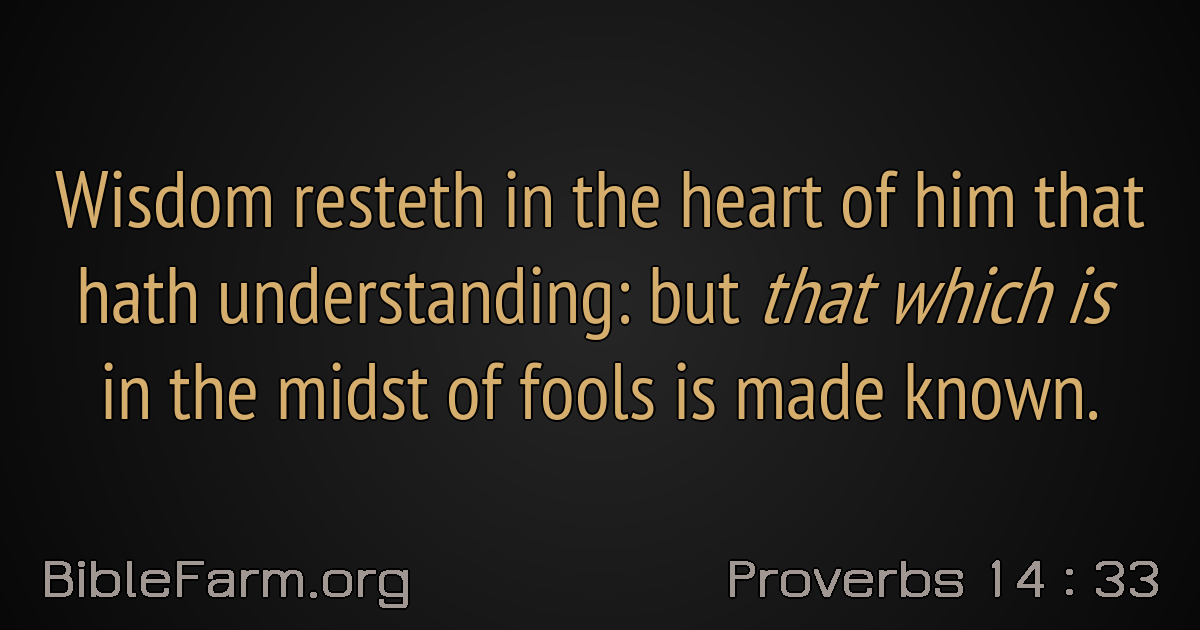 Wisdom resteth in the heart of him that
hath understanding: but that which is
in the midst of fools is made known.
BibleFarm.org
Proverbs 14 : 33